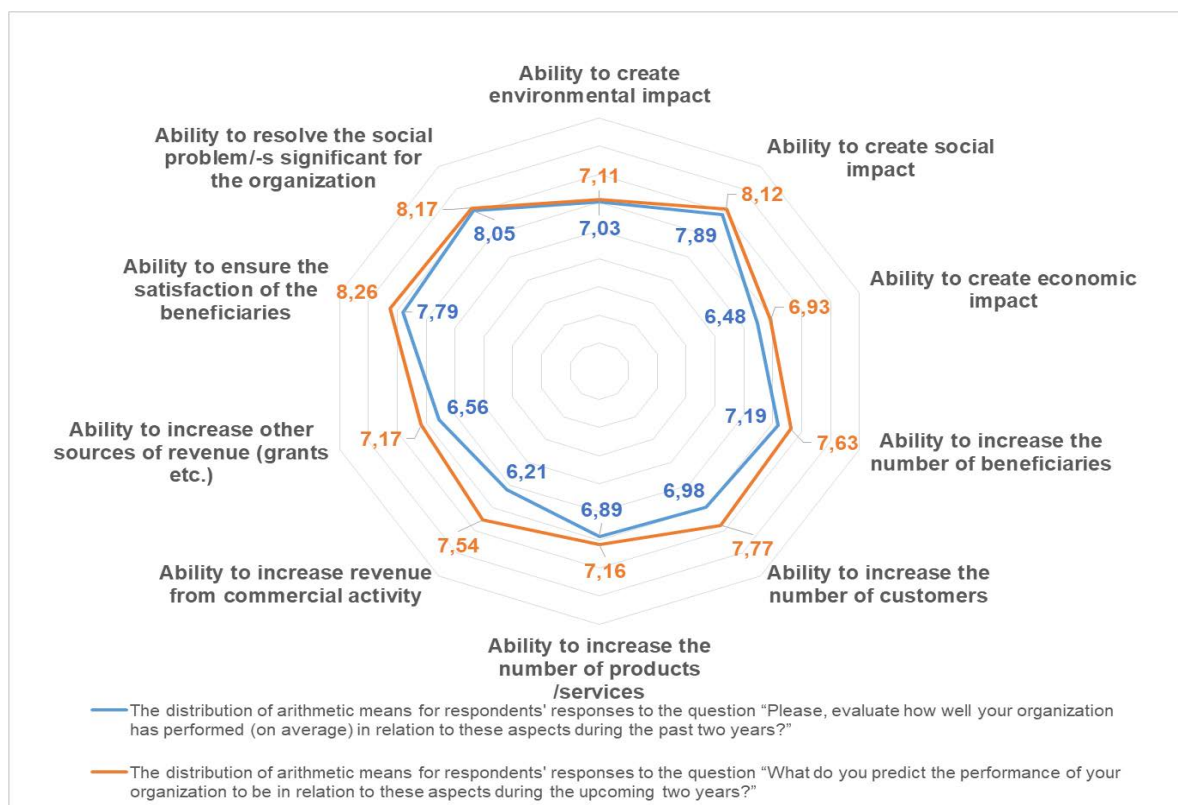 Ability to create
environmental impact
Ability to resolve the social
problem/-s significant for
the organization
Ability to create social
impact
7,11
8,12
8,17
8,05
7,03
7,89
Ability to ensure the
satisfaction of the
beneficiaries
Ability to create economic
impact
8,26
7,79
6,48
6,93
6,56
7,19
Ability to increase other
sources of revenue (grants
etc.)
7,17
7,63
Ability to increase the
number of beneficiaries
6,21
6,89
6,98
7,54
7,16
7,77
Ability to increase revenue
from commercial activity
Ability to increase the
number of customers
Ability to increase the
number of products
/services
The distribution of arithmetic means for respondents' responses to the question “Please, evaluate how well your organization
has performed (on average) in relation to these aspects during the past two years?”
The distribution of arithmetic means for respondents' responses to the question “What do you predict the performance of your
organization to be in relation to these aspects during the upcoming two years?”